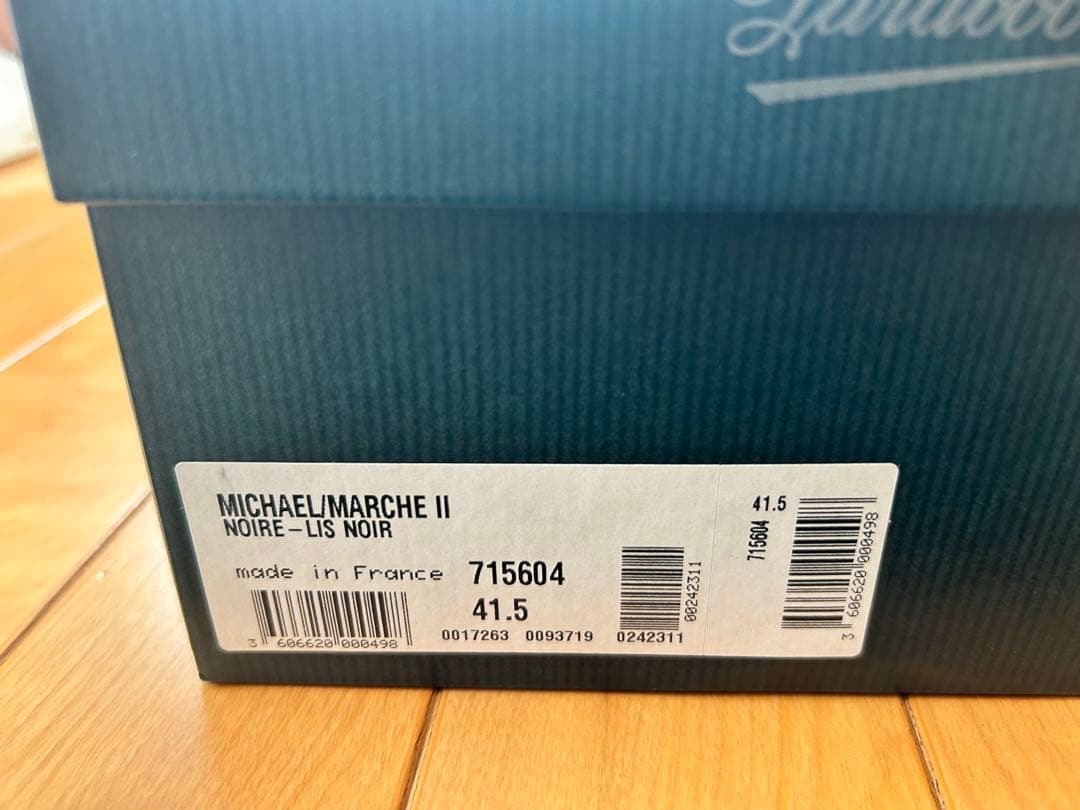 MICHAEL/MARCHE II
NOIRE–LIS NOIR
made in France 715604
41.5
3 606620 000498
0017263 0093719 0242311
00242311
41.5
715604
3 606620 000498